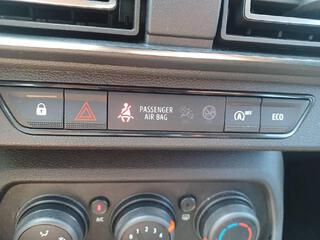 PASSENGER
AIR BAG
OFF
ECO
A/C